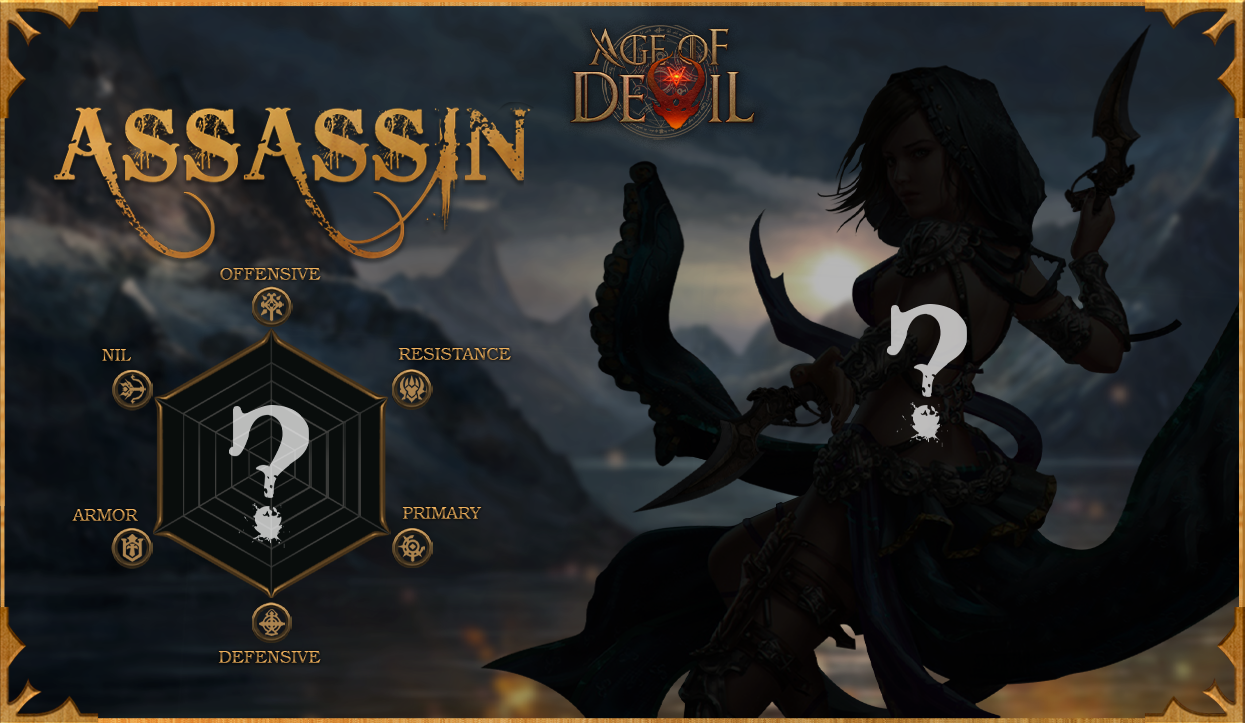 AGE OF
DEVIL
ASSASSIN
OFFENSIVE
NIL
RESISTANCE
?
?
ARMOR
PRIMARY
DEFENSIVE